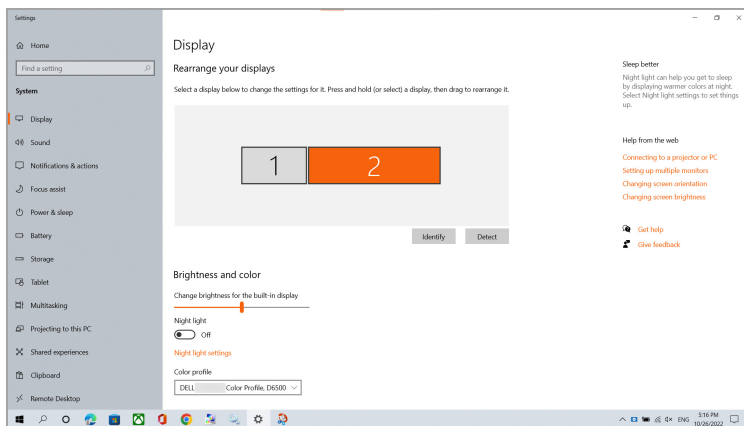 Settings
Home
Find a setting
System
Display
Sound
Notifications & actions
Focus assist
Power & sleep
Battery
Storage
Tablet
Multitasking
Projecting to this PC
Shared experiences
Clipboard
Remote Desktop
Display
Rearrange your displays
Select a display below to change the settings for it. Press and hold (or select) a display, then drag to rearrange it.
1
2
Identify
Detect
Brightness and color
Change brightness for the built-in display
Night light
Off
Night light settings
Color profile
DELL Color Profile, D6500
Sleep better
Night light can help you get to sleep
by displaying warmer colors at night.
Select Night light settings to set things
up.
Help from the web
Connecting to a projector or PC
Setting up multiple monitors
Changing screen orientation
Changing screen brightness
Get help
Give feedback
ENG
5:16 PM
10/26/2022